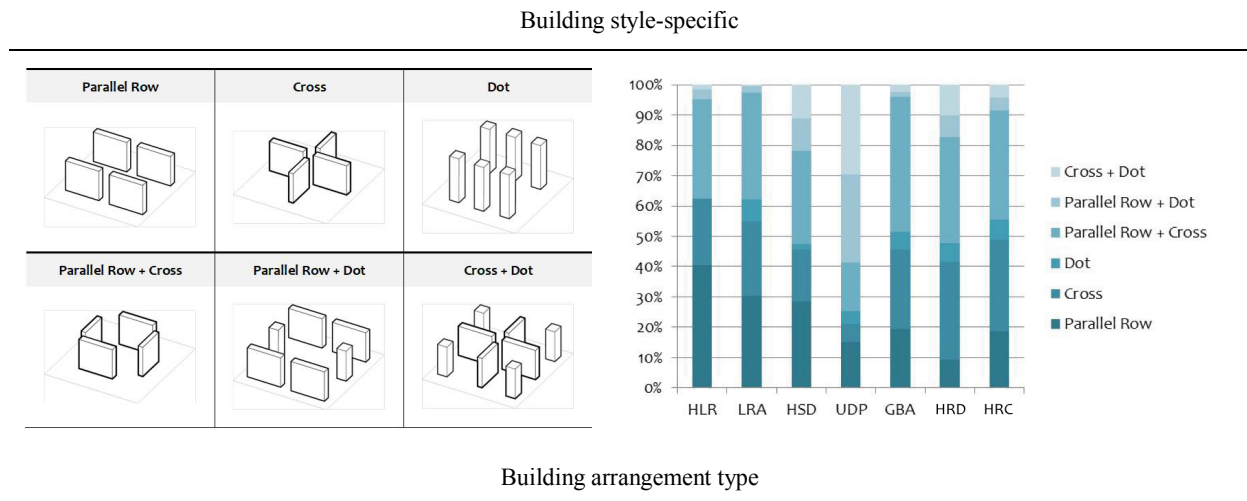 Building style-specific
Parallel Row
Cross
Dot
Parallel Row + Cross
Parallel Row + Dot
Cross + Dot
100%
90%
80%
70%
60%
50%
40%
30%
20%
10%
0%
HLR LRA HSD UDP GBA HRD HRC
Cross + Dot
Parallel Row + Dot
Parallel Row + Cross
Dot
Cross
Parallel Row
Building arrangement type